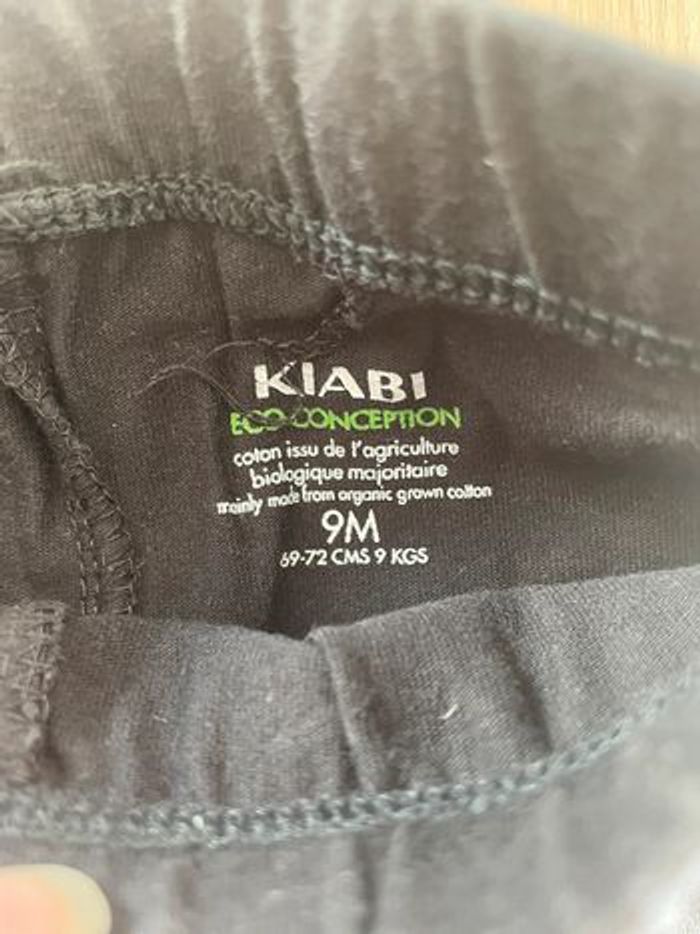 KIABI
ECO-CONCEPTION
coton issu de l'agriculture
biologique majoritaire
mainly made from organic grown cotton
9M
69-72 CMS 9 KGS